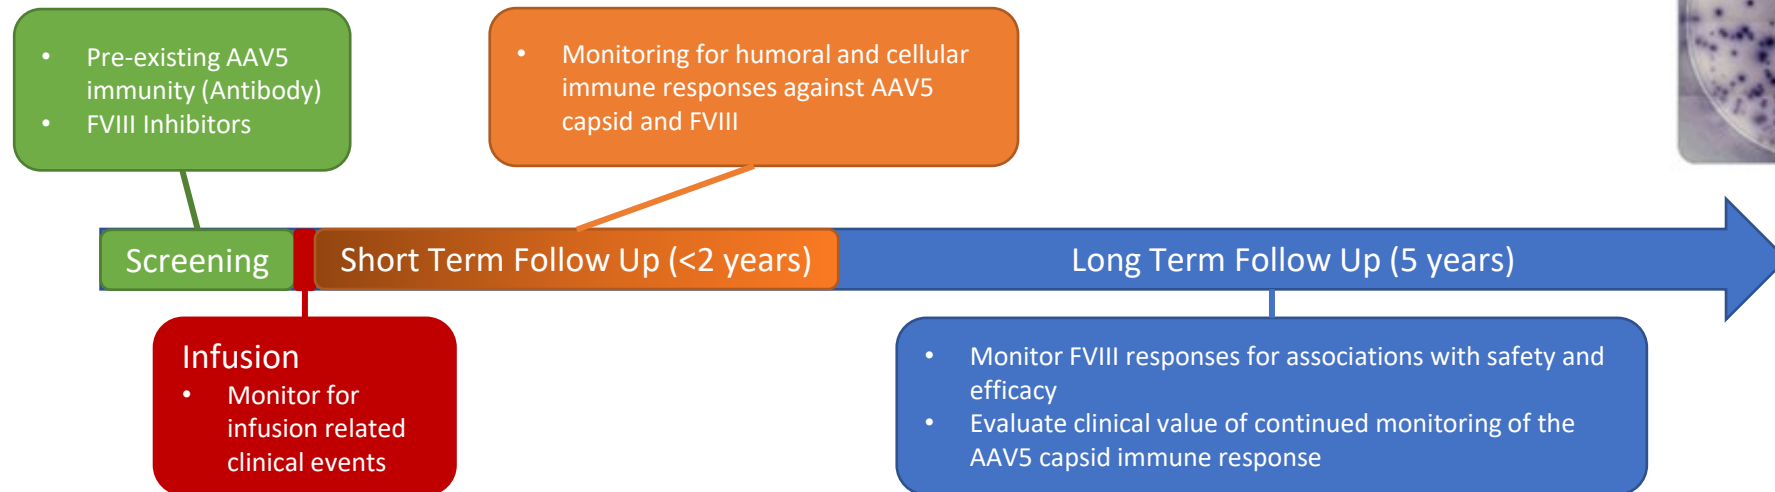 • Pre-existing AAV5
immunity (Antibody)
• FVIII Inhibitors
• Monitoring for humoral and cellular
immune responses against AAV5
capsid and FVIII
Screening
Short Term Follow Up (<2 years)
Long Term Follow Up (5 years)
Infusion
• Monitor for
infusion related
clinical events
• Monitor FVIII responses for associations with safety and
efficacy
• Evaluate clinical value of continued monitoring of the
AAV5 capsid immune response